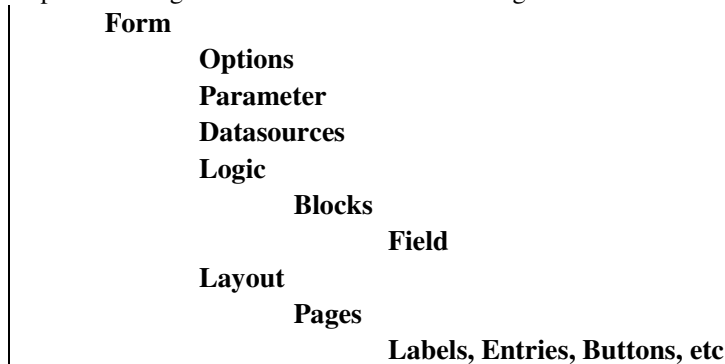 Form
Options
Parameter
Datasources
Logic
Blocks
Field
Layout
Pages
Labels, Entries, Buttons, etc